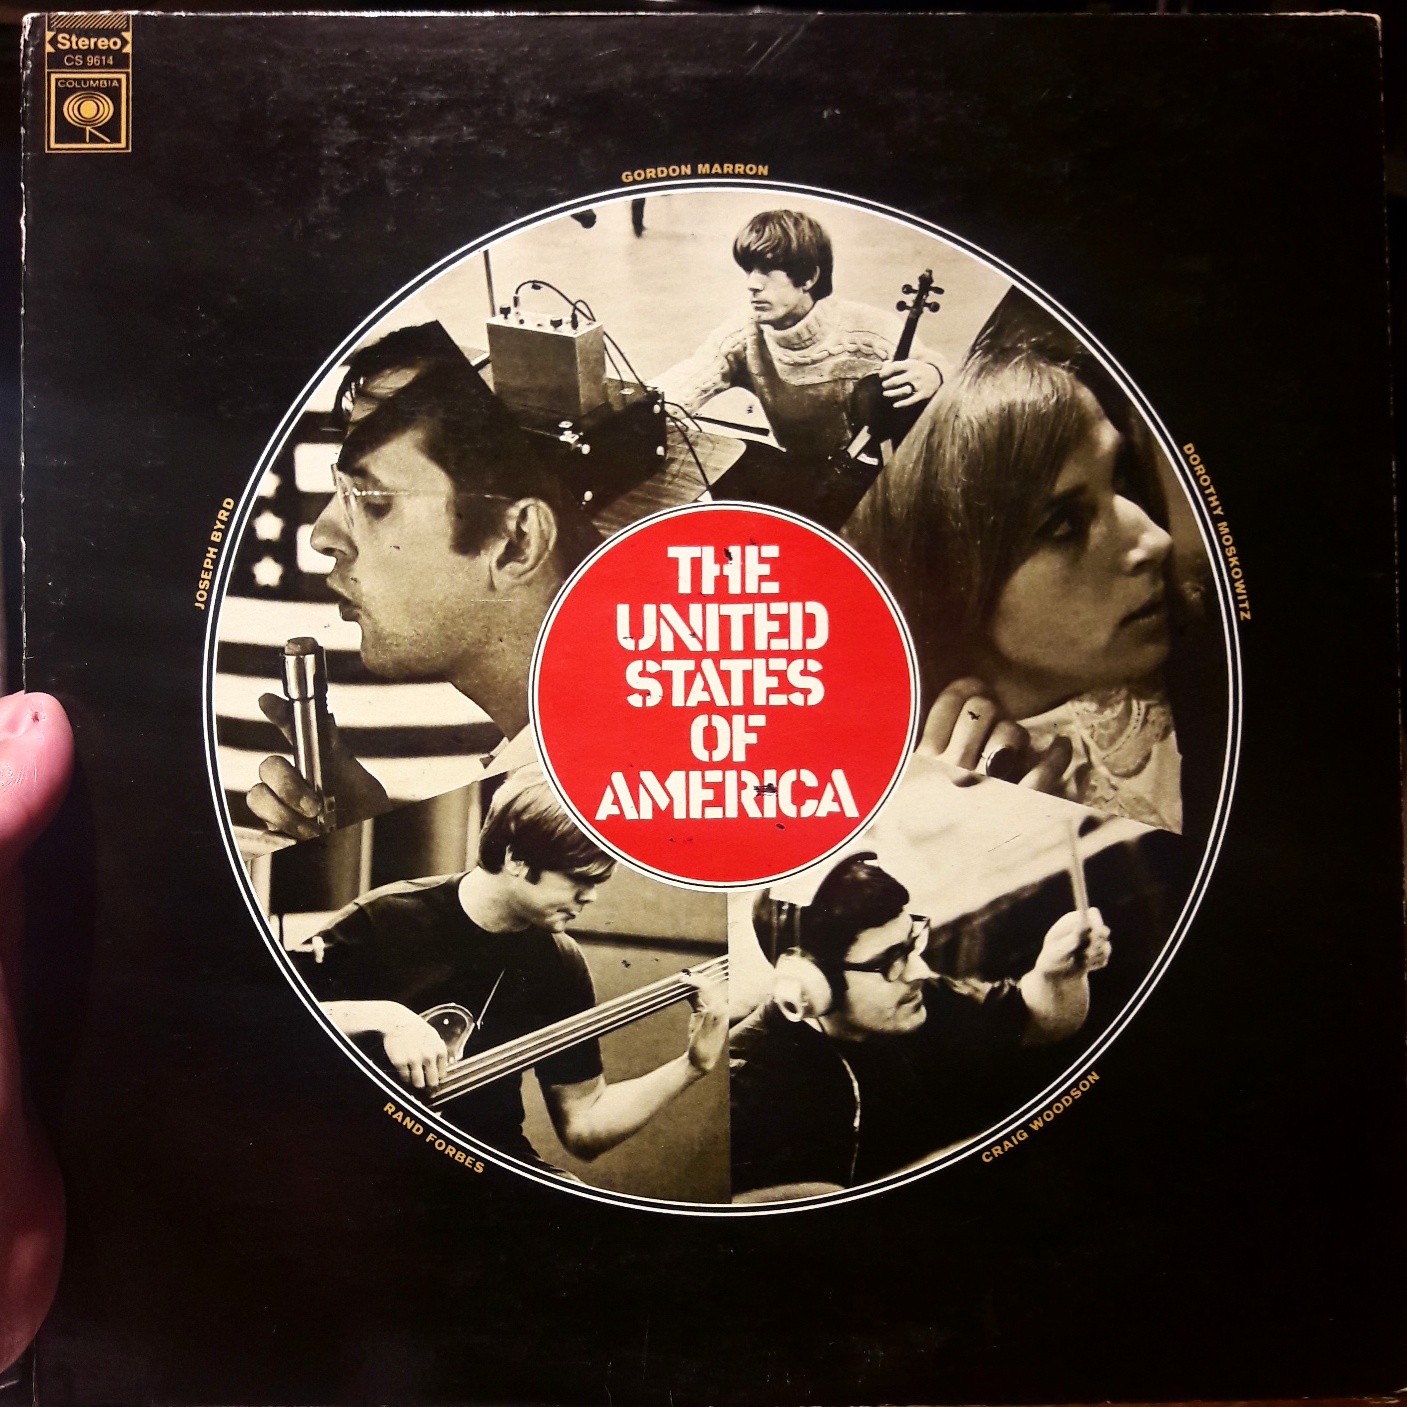 Stereo
CS 9614
COLUMBIA
GORDON MARRON
JOSEPH BYRD
DOROTHY MOSKOWITZ
THE
UNITED
STATES
OF
AMERICA
RAND FORBES
CRAIG WOODSON